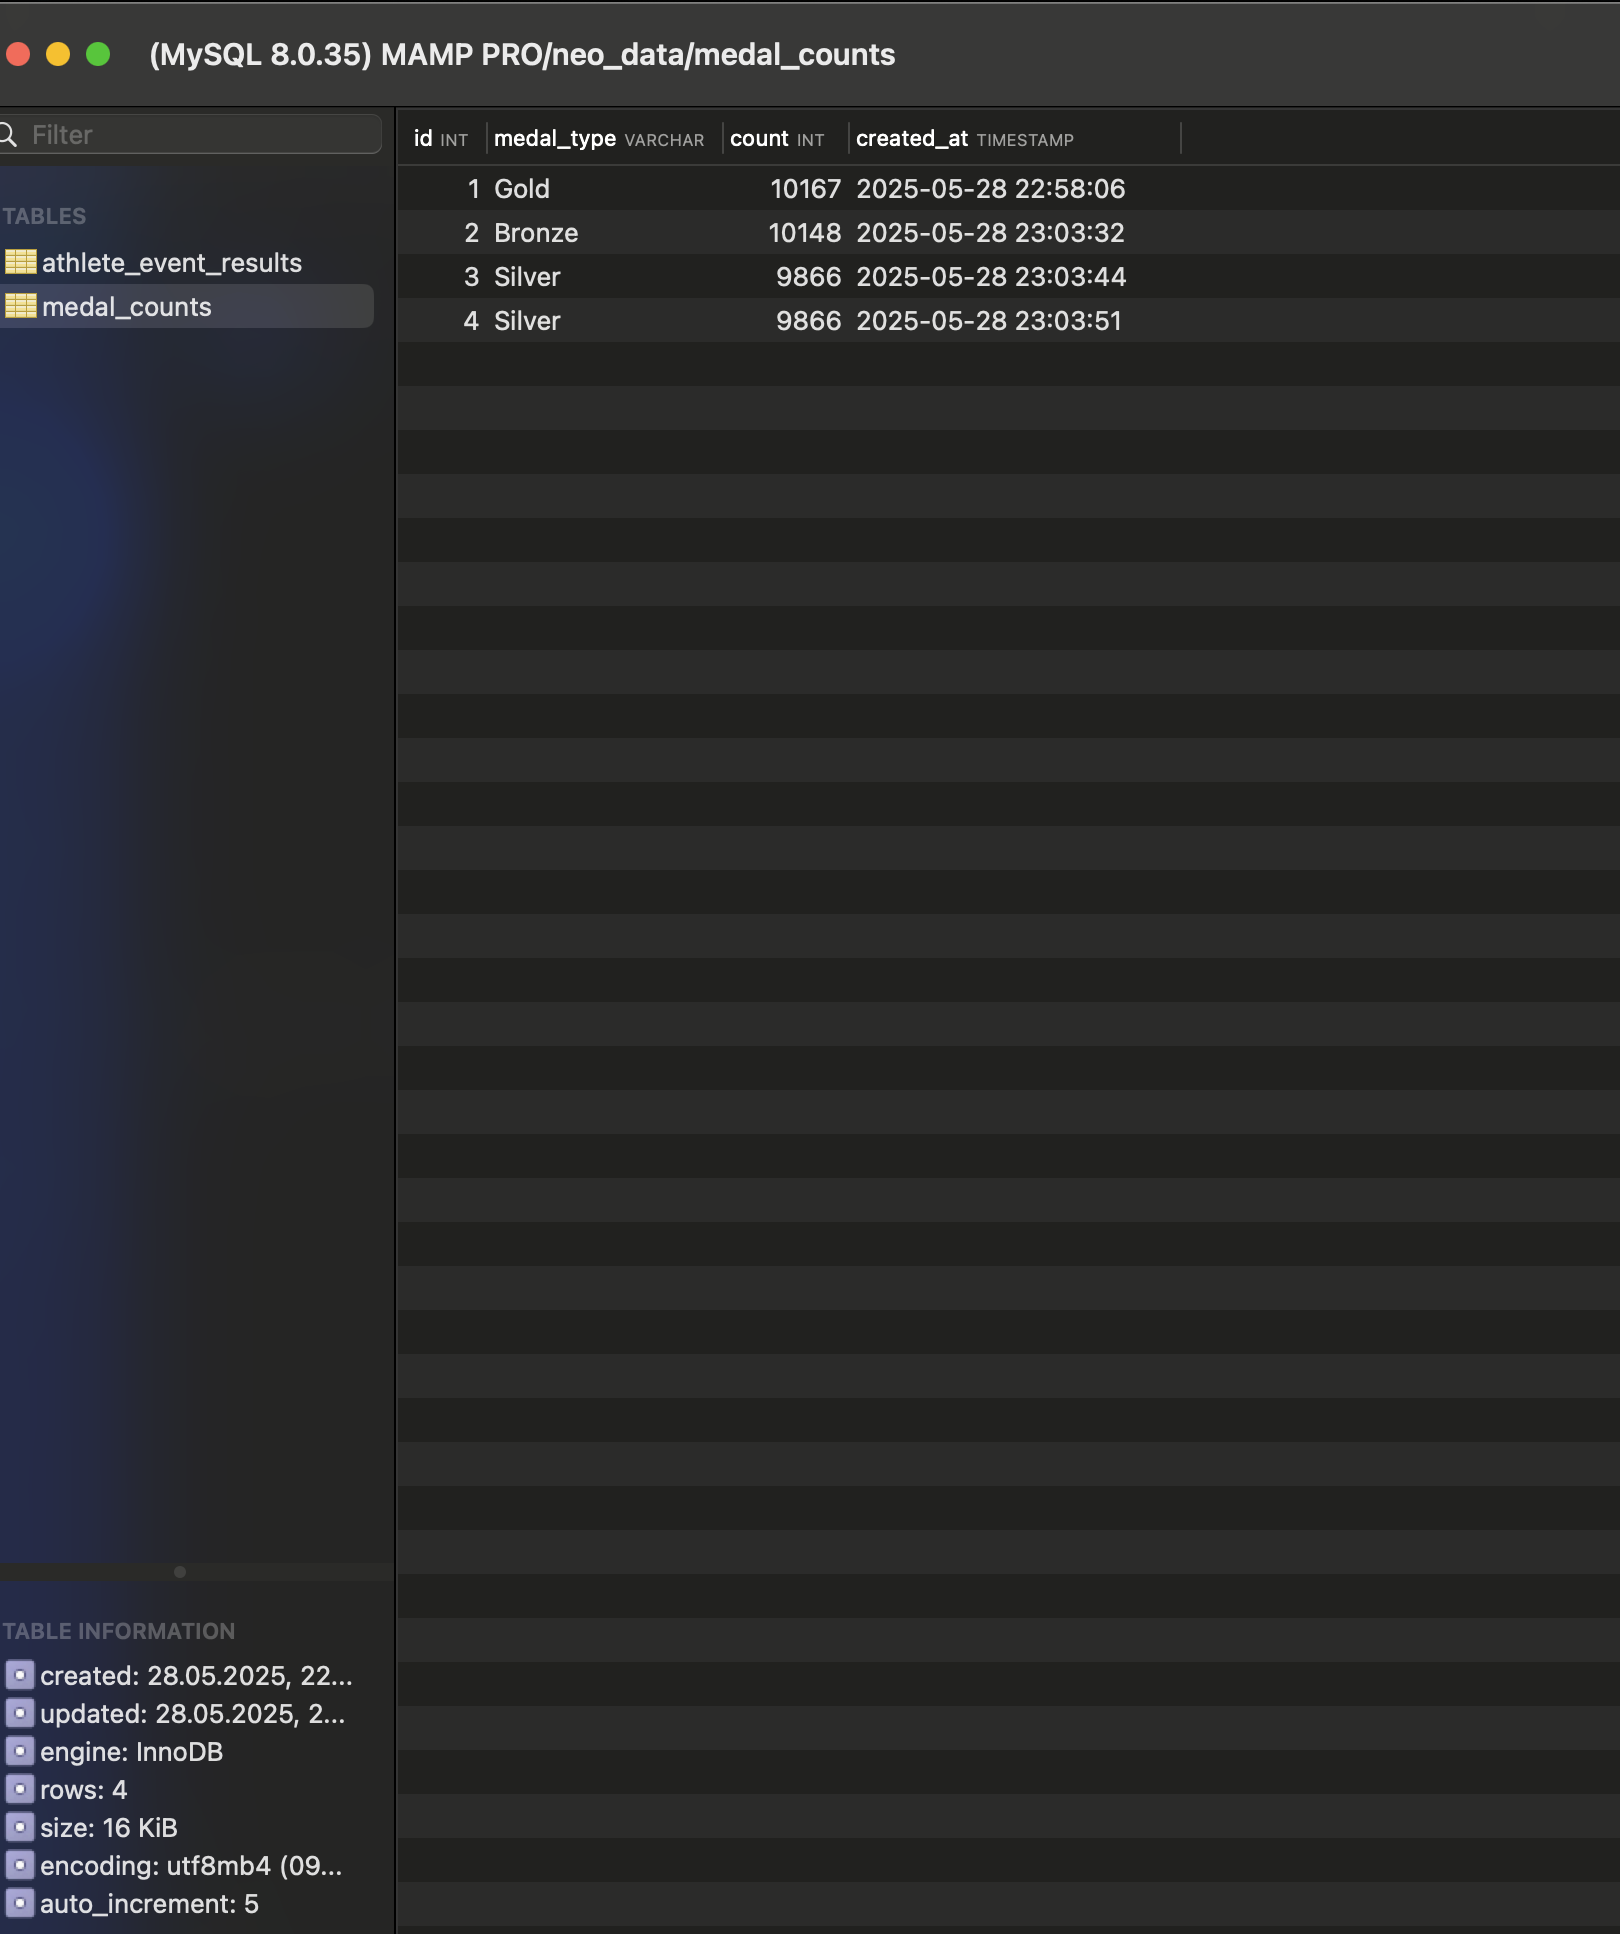 (MySQL 8.0.35) MAMP PRO/neo_data/medal_counts
Filter
TABLES
athlete_event_results
medal_counts
id INT medal_type VARCHAR count INT created_at TIMESTAMP
1 Gold 10167 2025-05-28 22:58:06
2 Bronze 10148 2025-05-28 23:03:32
3 Silver 9866 2025-05-28 23:03:44
4 Silver 9866 2025-05-28 23:03:51
TABLE INFORMATION
created: 28.05.2025, 22...
updated: 28.05.2025, 2...
engine: InnoDB
rows: 4
size: 16 KiB
encoding: utf8mb4 (09...
auto_increment: 5